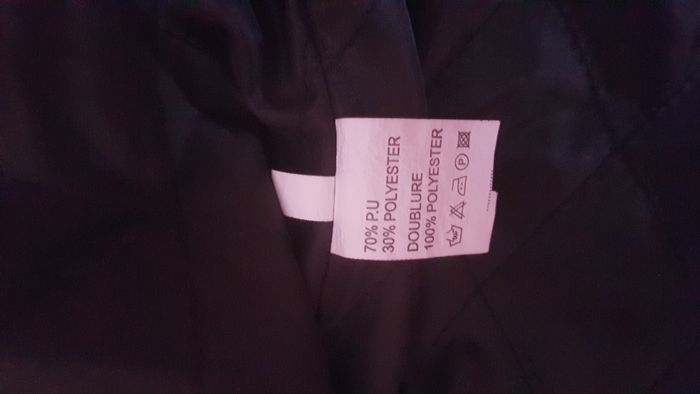 70% P.U
30% POLYESTER
DOUBLURE
100% POLYESTER